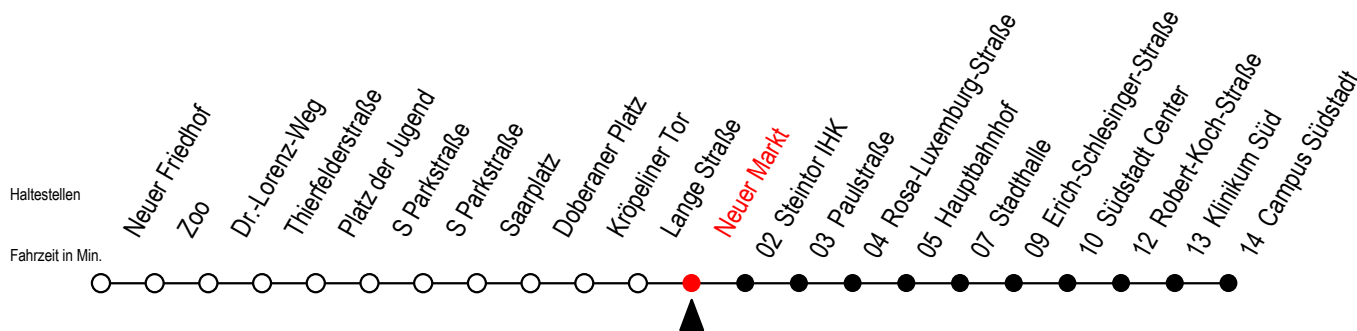 Haltestellen
Fahrzeit in Min.
Neuer Friedhof
Zoo
Dr.-Lorenz-Weg
Thierfelderstraße
Platz der Jugend
S Parkstraße
S Parkstraße
Saarplatz
Doberaner Platz
Kröpeliner Tor
Lange Straße
Neuer Markt
02 Steintor IHK
03 Paulstraße
04 Rosa-Luxemburg-Straße
05 Hauptbahnhof
07 Stadthalle
09 Erich-Schlesinger-Straße
10 Südstadt Center
12 Robert-Koch-Straße
13 Klinikum Süd
14 Campus Südstadt